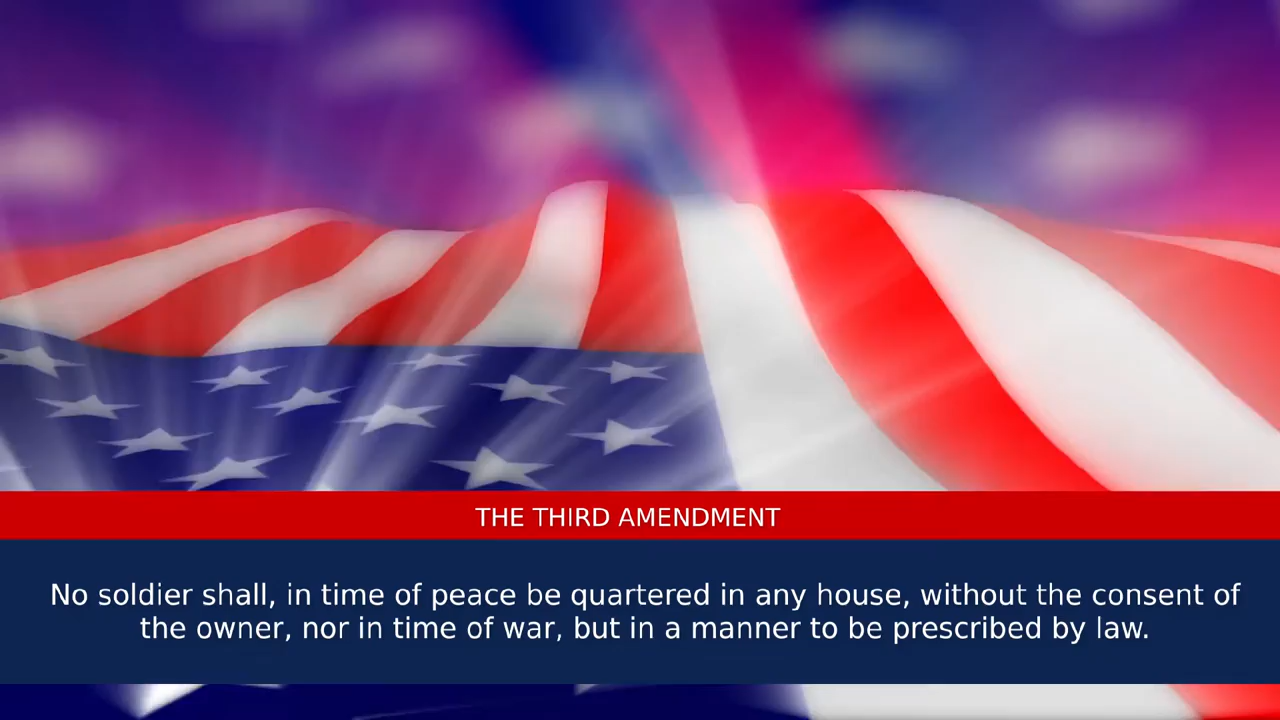 THE THIRD AMENDMENT
No soldier shall, in time of peace be quartered in any house, without the consent of
the owner, nor in time of war, but in a manner to be prescribed by law.